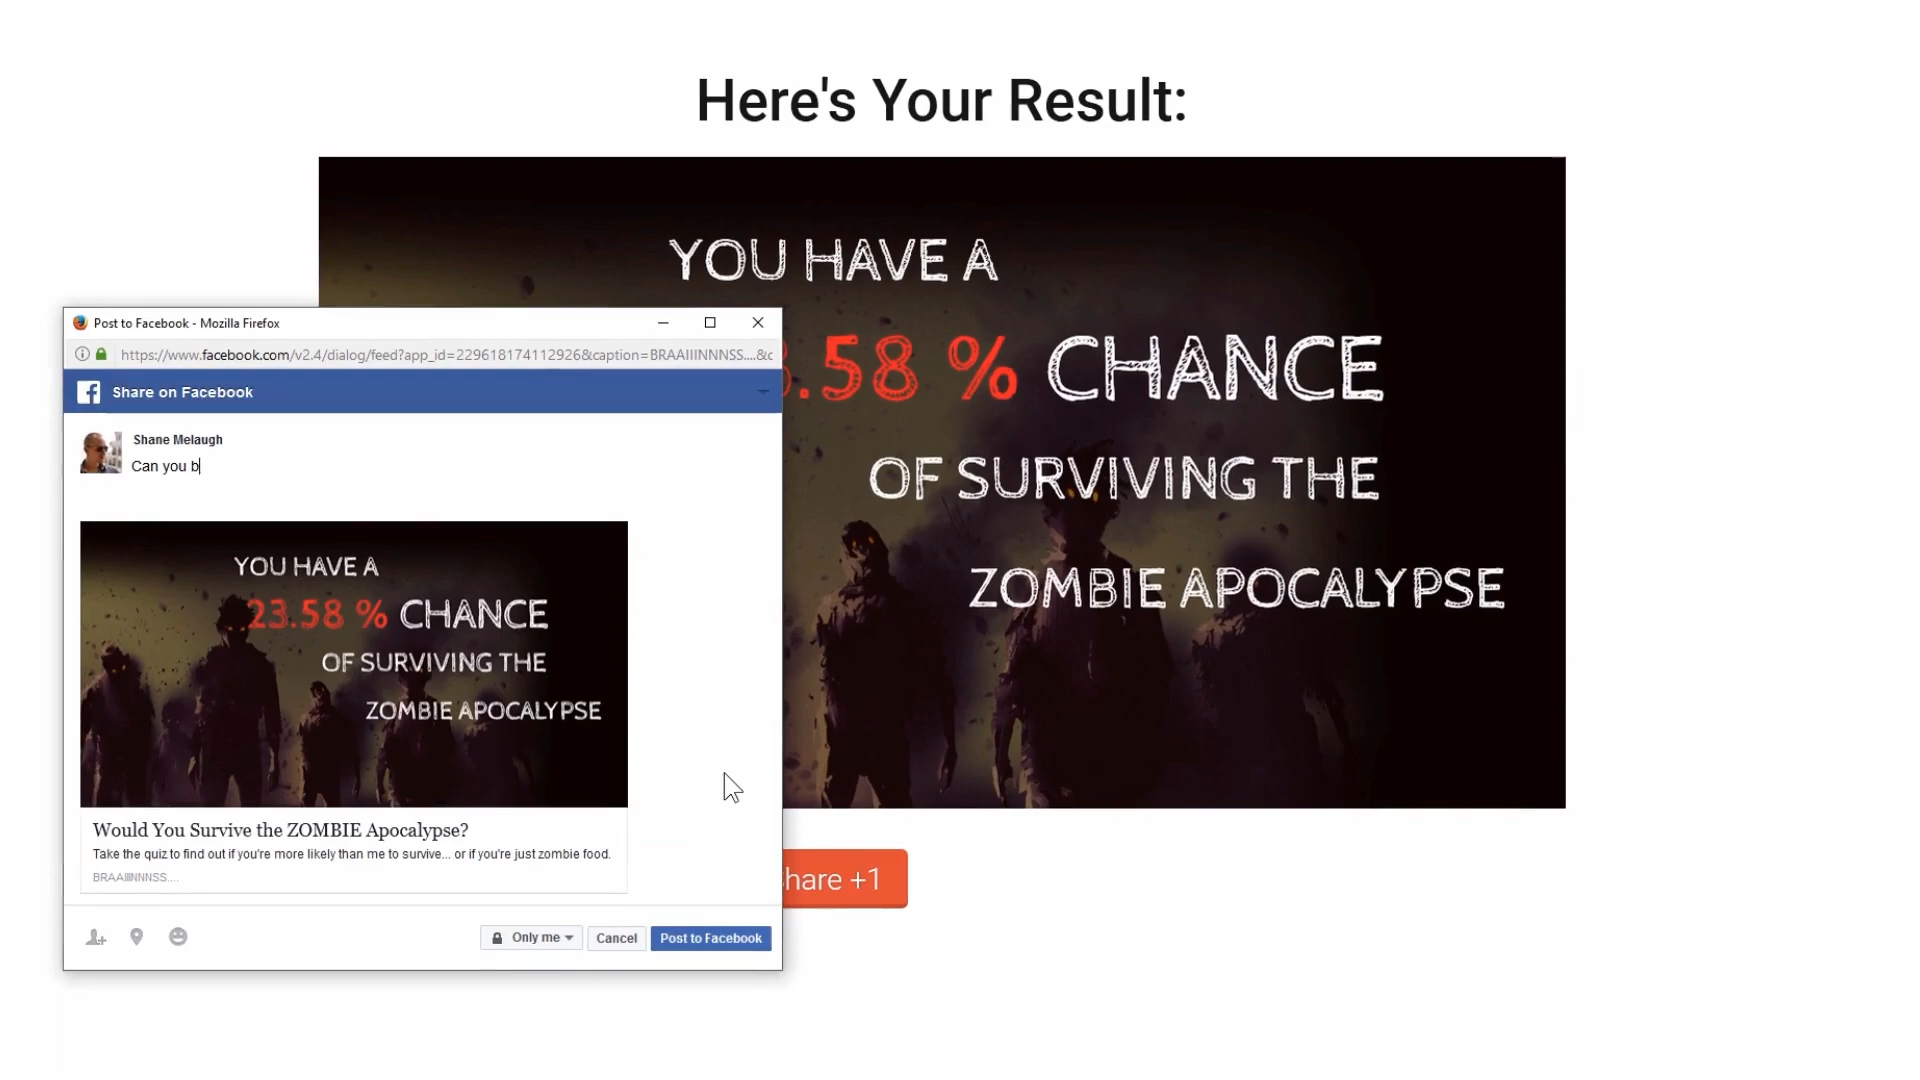 Here's Your Result:
YOU HAVE A
.58 % CHANCE
OF SURVIVING THE
ZOMBIE APOCALYPSE
hare +1
Post to Facebook - Mozilla Firefox
https://www.facebook.com/v2.4/dialog/feed?app_id=229618174112926&caption=BRAAIIINNNSS....&c
Share on Facebook
Shane Melaugh
Can you b
YOU HAVE A
23.58 % CHANCE
OF SURVIVING THE
ZOMBIE APOCALYPSE
Would You Survive the ZOMBIE Apocalypse?
Take the quiz to find out if you're more likely than me to survive... or if you're just zombie food.
BRAAIIINNNSS....
Only me
Cancel
Post to Facebook